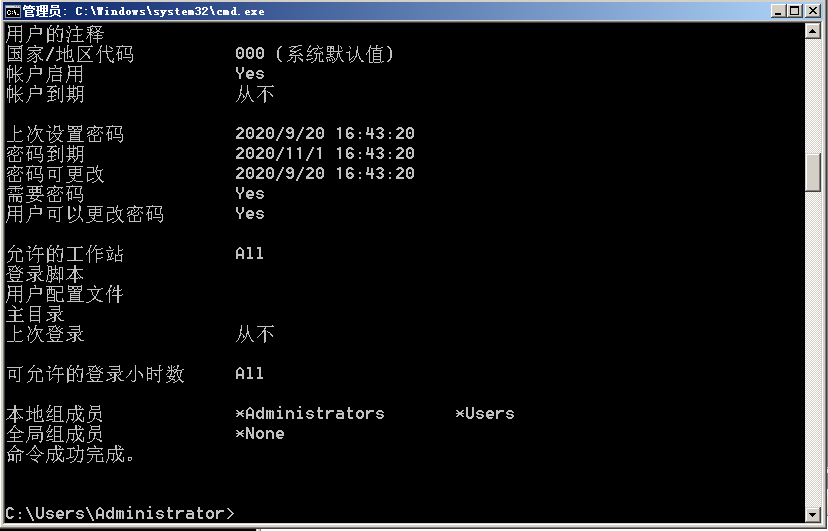 管理员: C:\Windows\system32\cmd.exe
用户的注释
国家/地区代码 000 (系统默认值)
帐户启用 Yes
帐户到期 从不
上次设置密码 2020/9/20 16:43:20
密码到期 2020/11/1 16:43:20
密码可更改 2020/9/20 16:43:20
需要密码 Yes
用户可以更改密码 Yes
允许的工作站 All
登录脚本
用户配置文件
主目录
上次登录 从不
可允许的登录小时数 All
本地组成员 *Administrators *Users
全局组成员 *None
命令成功完成。
C:\Users\Administrator>